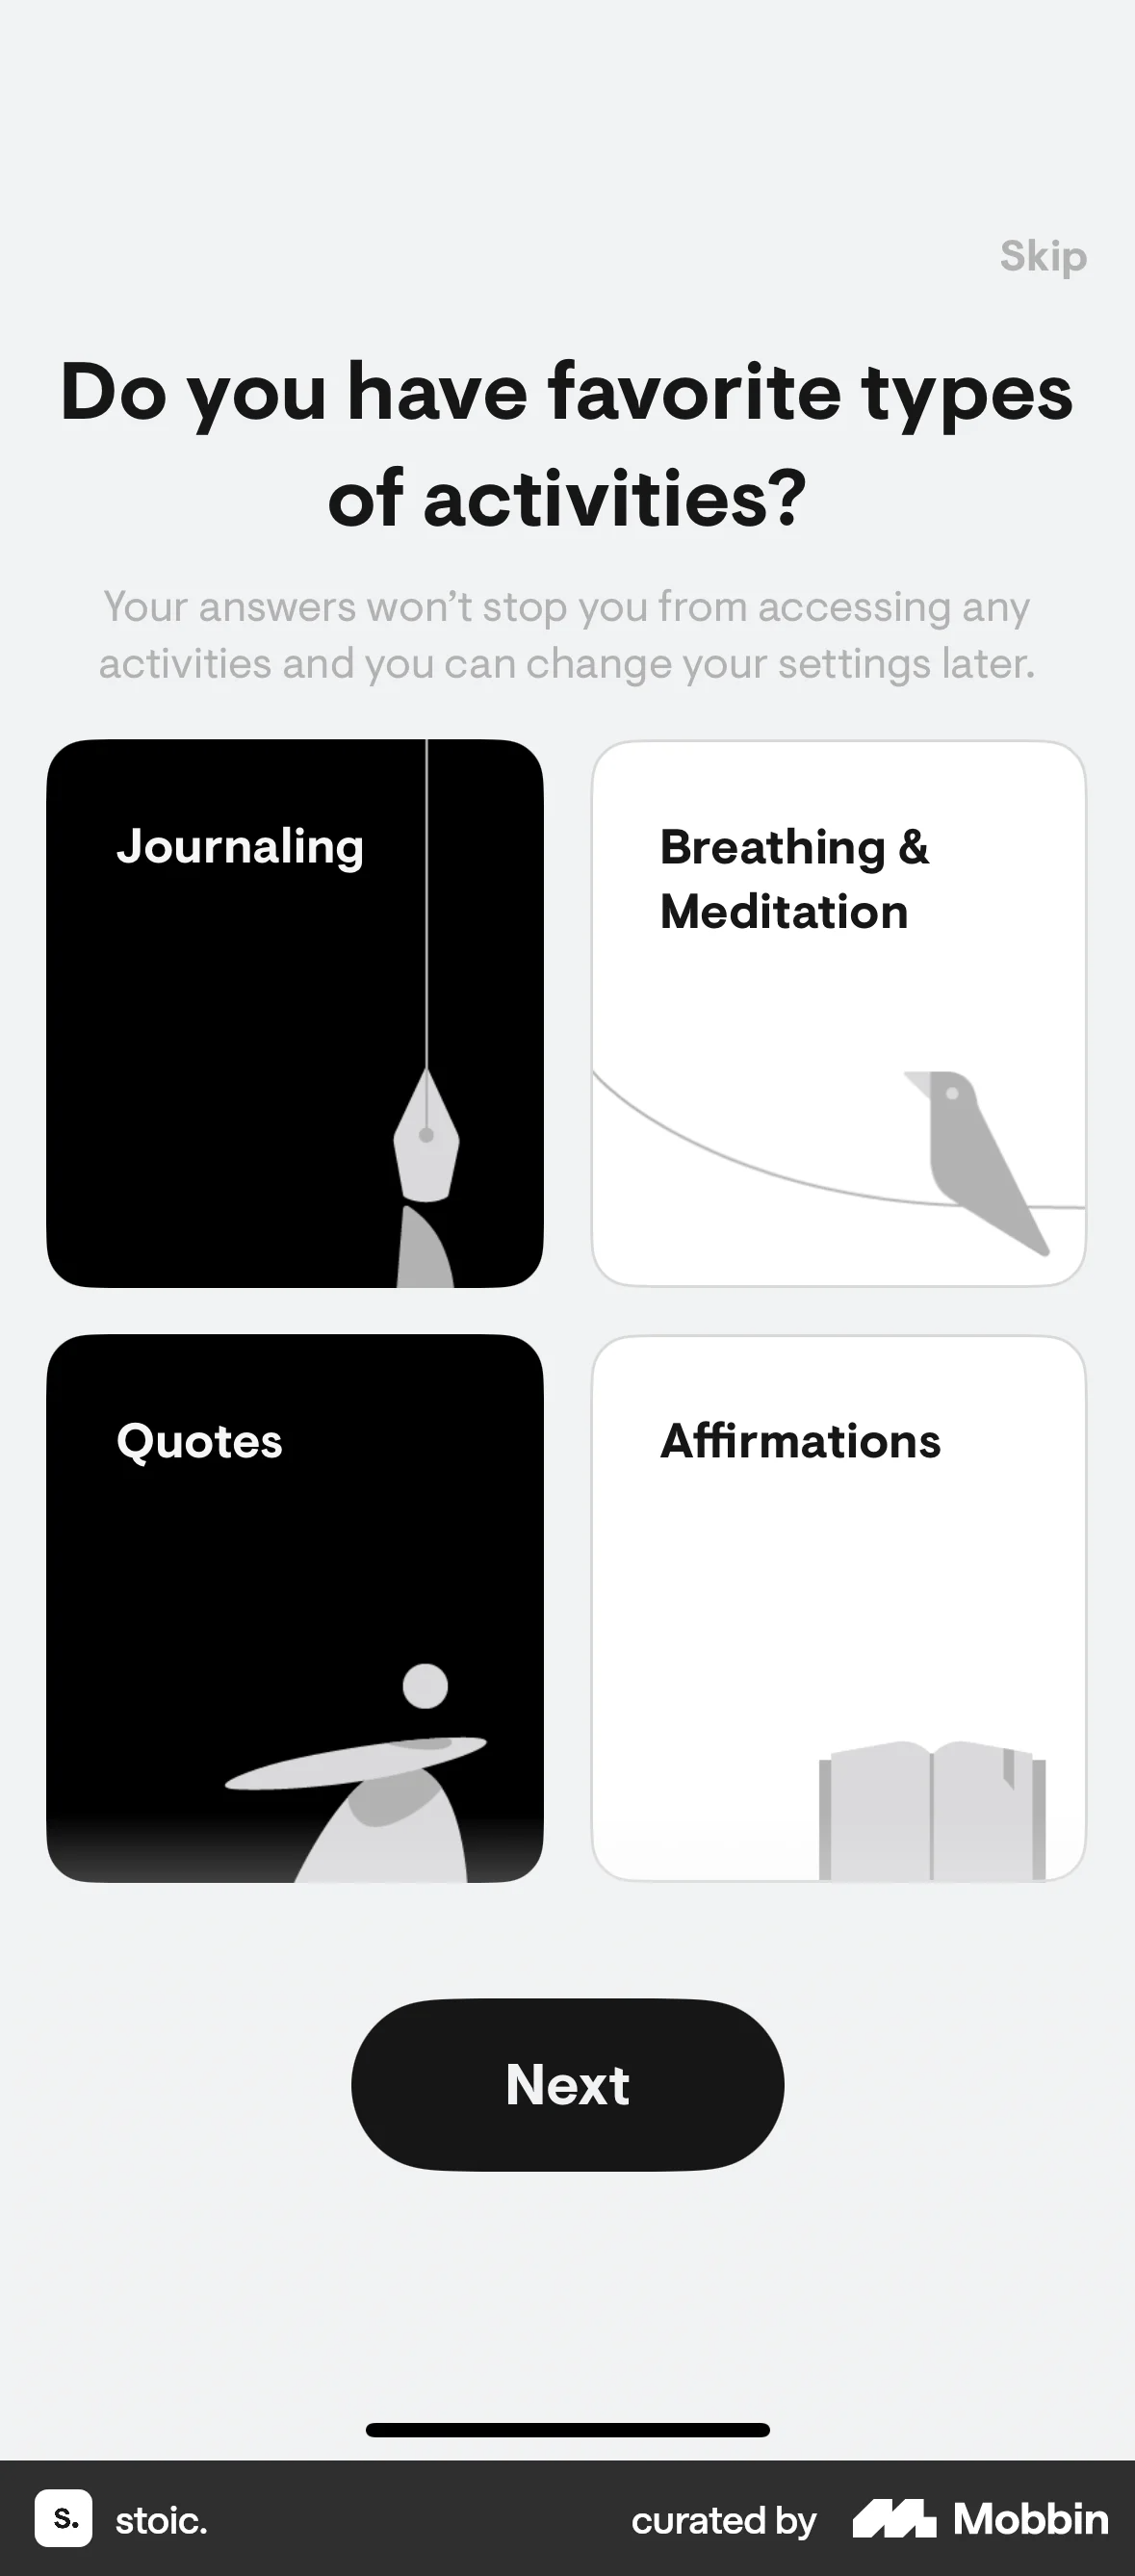 Skip
Do you have favorite types
of activities?
Your answers won’t stop you from accessing any
activities and you can change your settings later.
Journaling
Breathing &
Meditation
Quotes
Affirmations
Next
S. stoic.
curated by Mobbin